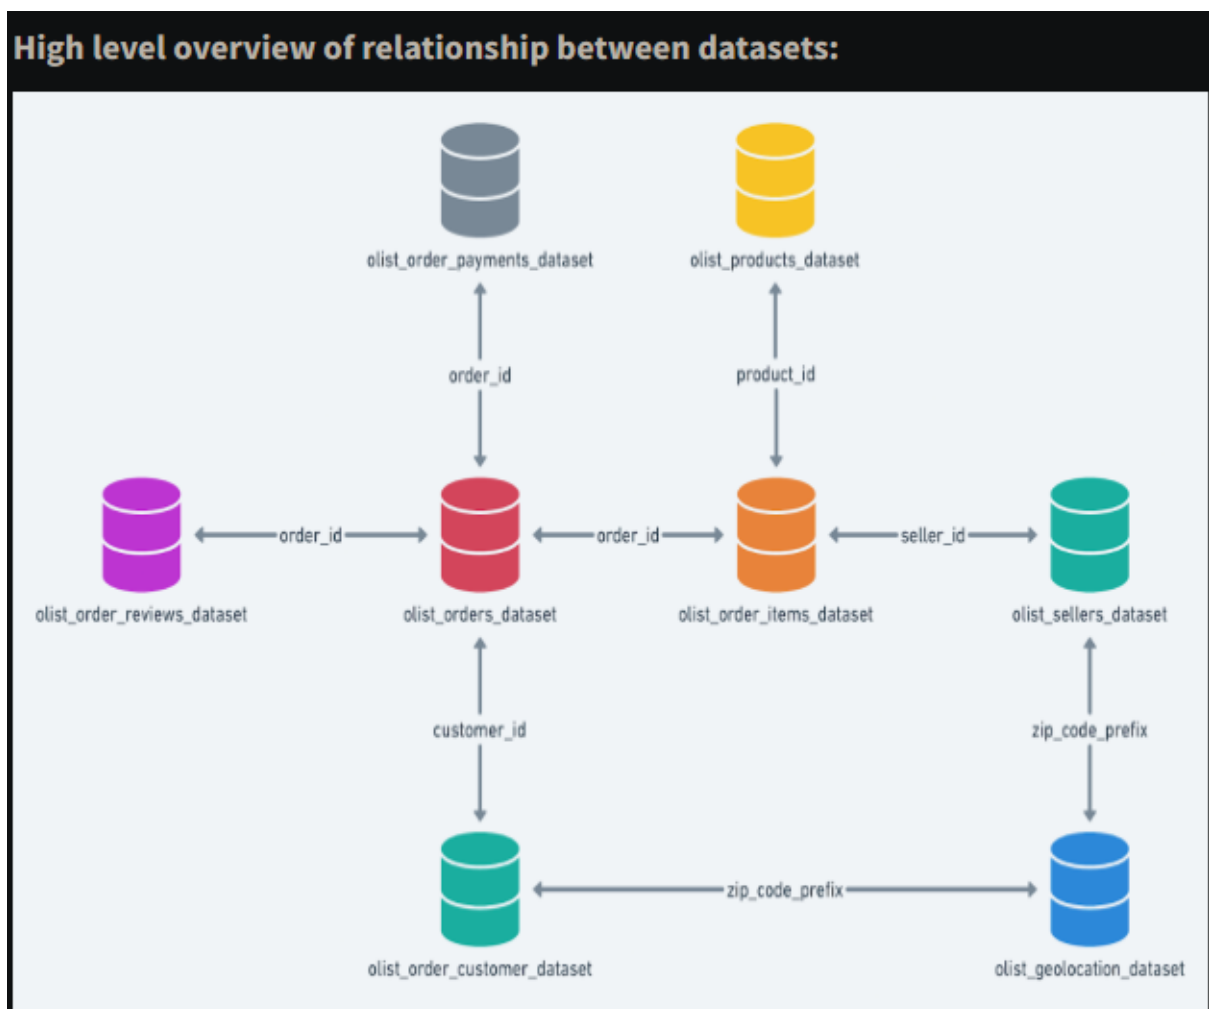 High level overview of relationship between datasets:
olist_order_payments_dataset
olist_products_dataset
order_id
product_id
order_id
order_id
seller_id
olist_order_reviews_dataset
olist_orders_dataset
olist_order_items_dataset
olist_sellers_dataset
customer_id
zip_code_prefix
zip_code_prefix
olist_order_customer_dataset
olist_geolocation_dataset